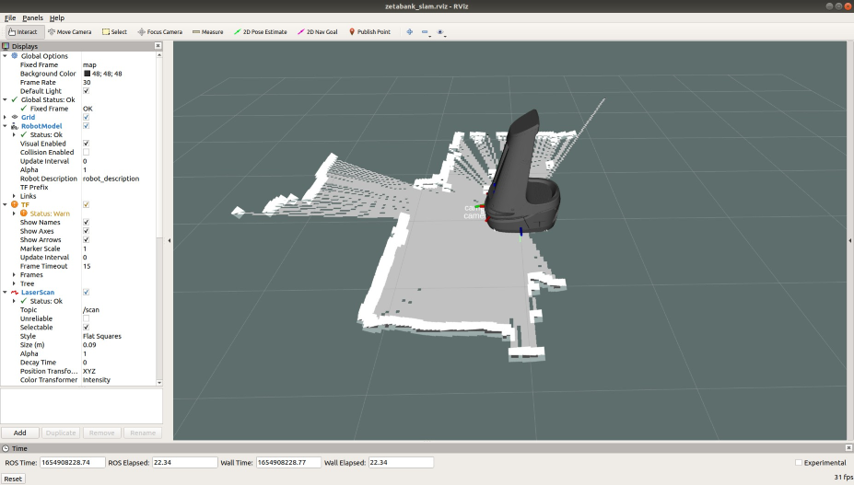 zetabank_slam.rviz - RViz
File Panels Help
Interact Move Camera Select Focus Camera Measure 2D Pose Estimate 2D Nav Goal Publish Point
Displays
Global Options
Fixed Frame map
Background Color 48; 48; 48
Frame Rate 30
Default Light
Global Status: Ok
Fixed Frame OK
Grid
RobotModel
Status: Ok
Visual Enabled
Collision Enabled
Update Interval 0
Alpha 1
Robot Description robot_description
TF Prefix
Links
TF
Status: Warn
Show Names
Show Axes
Show Arrows
Marker Scale 1
Update Interval 0
Frame Timeout 15
Frames
Tree
LaserScan
Status: Ok
Topic /scan
Unreliable
Selectable
Style Flat Squares
Size (m) 0.09
Alpha 1
Decay Time 0
Position Transfo... XYZ
Color Transformer Intensity
Add Duplicate Remove Rename
Time
ROS Time: 1654908228.74 ROS Elapsed: 22.34 Wall Time: 1654908228.77 Wall Elapsed: 22.34 Experimental
Reset 31 fps